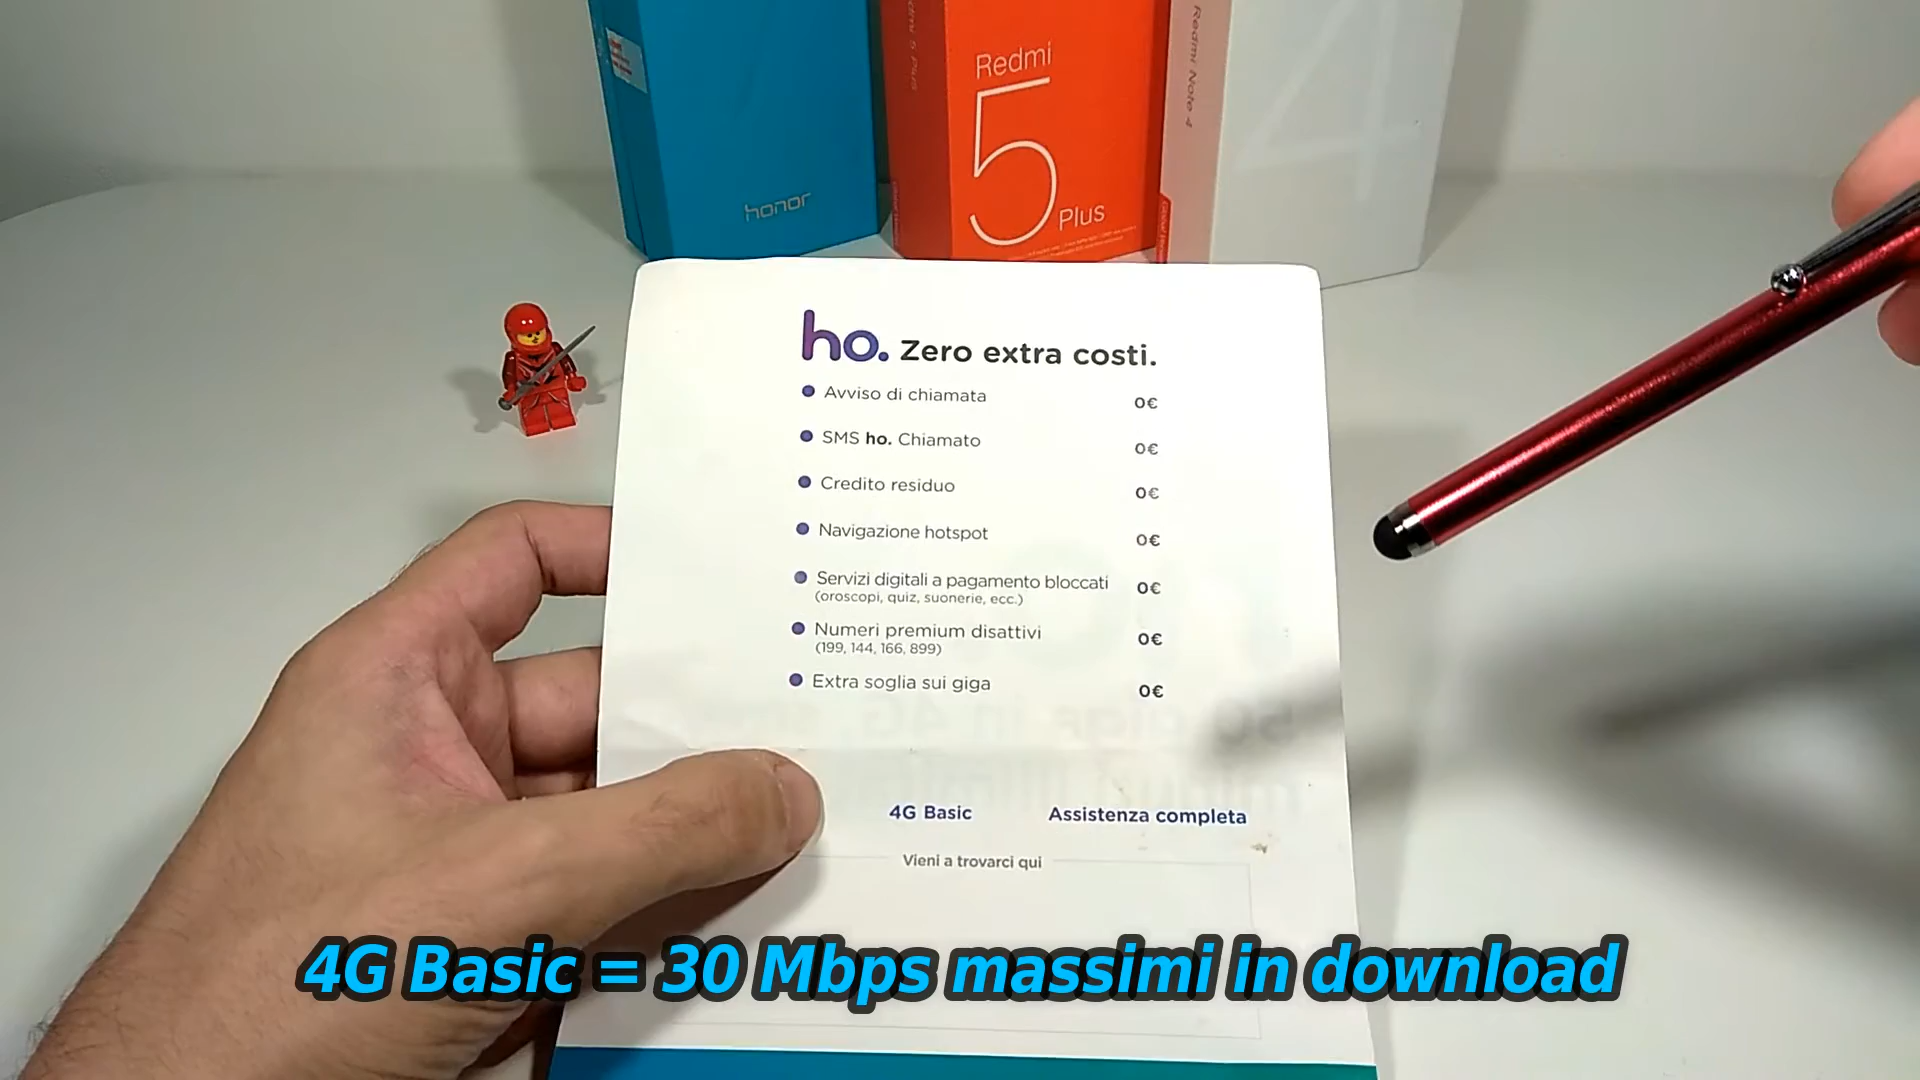 honor
Redmi
5 Plus
Redmi Note 4
4
ho. Zero extra costi.
Avviso di chiamata 0€
SMS ho. Chiamato 0€
Credito residuo 0€
Navigazione hotspot 0€
Servizi digitali a pagamento bloccati 0€
(oroscopi, quiz, suonerie, ecc.)
Numeri premium disattivi 0€
(199, 144, 166, 899)
Extra soglia sui giga 0€
4G Basic Assistenza completa
Vieni a trovarci qui
4G Basic = 30 Mbps massimi in download